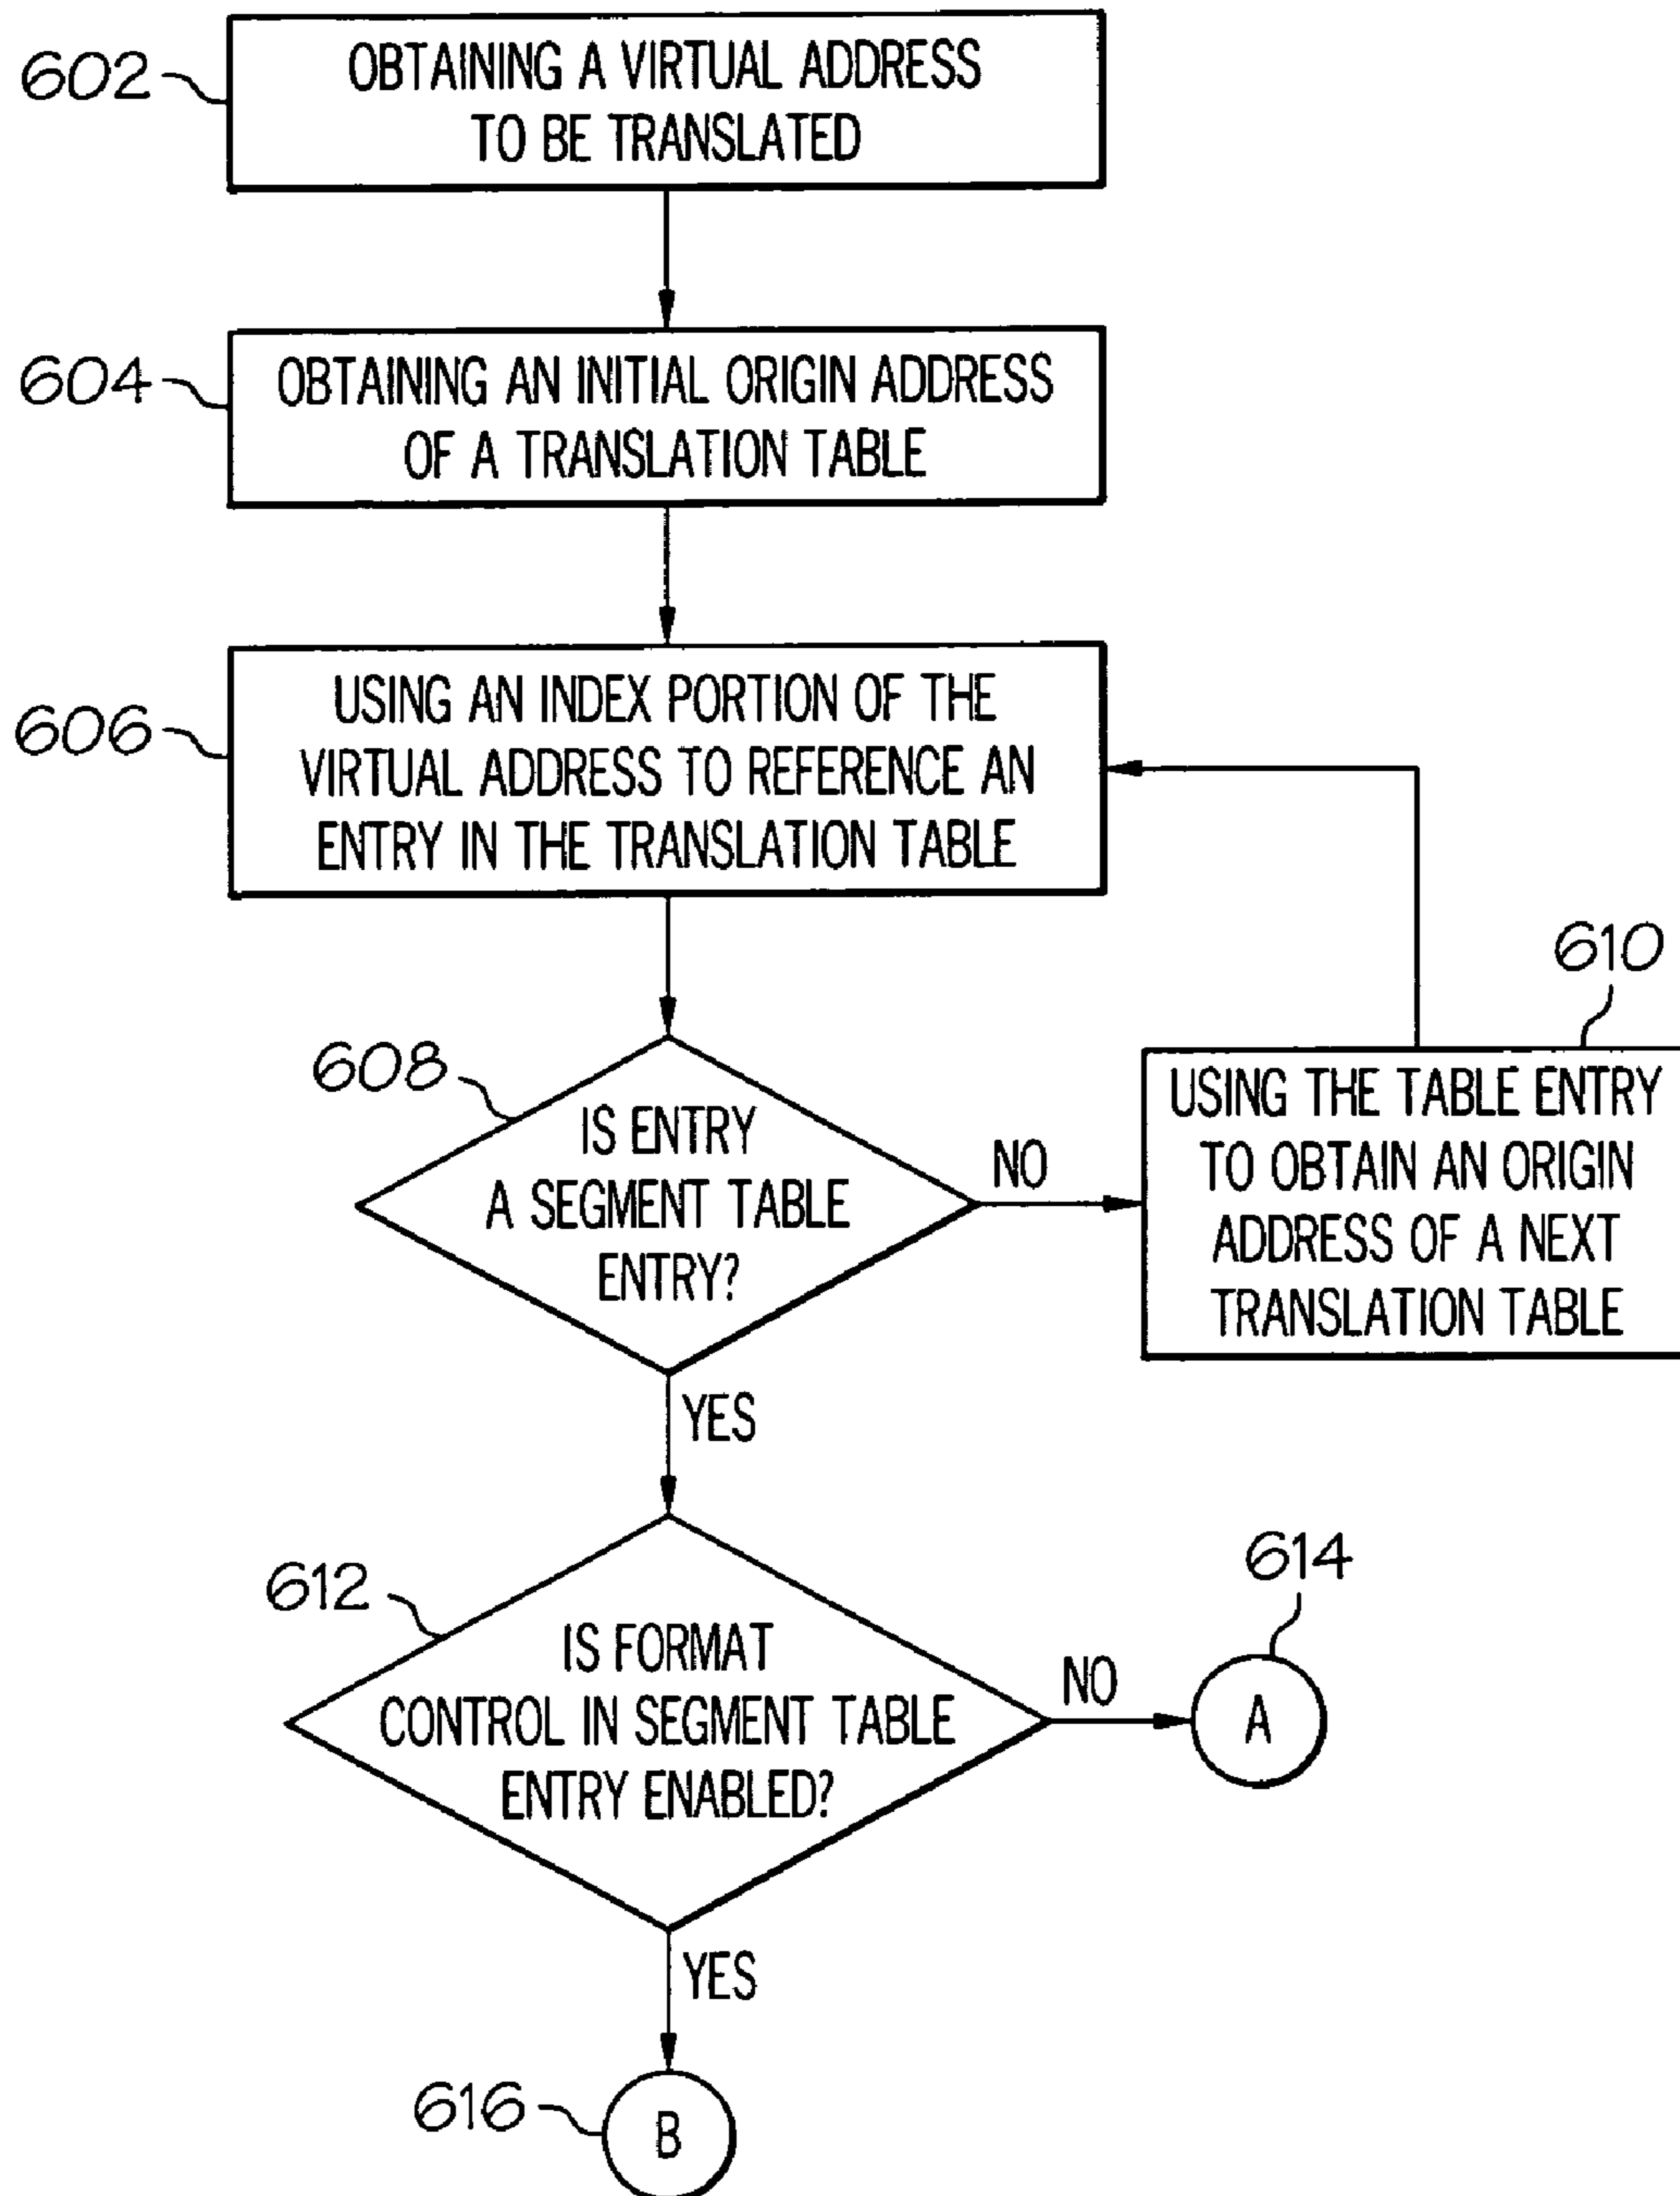 602
OBTAINING A VIRTUAL ADDRESS
TO BE TRANSLATED
604
OBTAINING AN INITIAL ORIGIN ADDRESS
OF A TRANSLATION TABLE
606
USING AN INDEX PORTION OF THE
VIRTUAL ADDRESS TO REFERENCE AN
ENTRY IN THE TRANSLATION TABLE
608
IS ENTRY
A SEGMENT TABLE
ENTRY?
NO
610
USING THE TABLE ENTRY
TO OBTAIN AN ORIGIN
ADDRESS OF A NEXT
TRANSLATION TABLE
YES
612
IS FORMAT
CONTROL IN SEGMENT TABLE
ENTRY ENABLED?
NO
614
A
YES
616
B